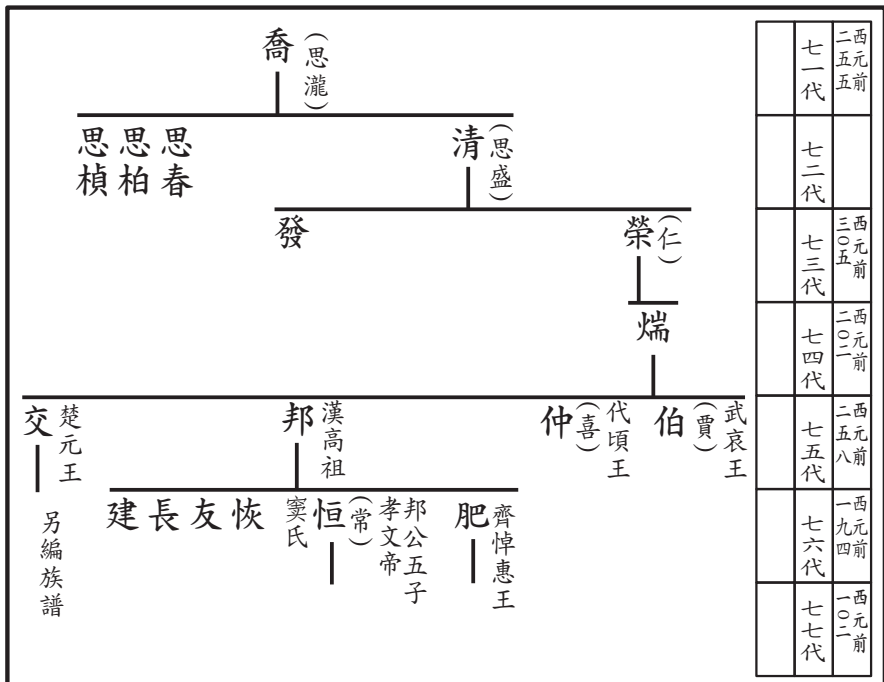 西元前
二五五
七一代
喬
(思瀧)
七二代
清
(思盛)
思春
思柏
思楨
西元前
三０五
七三代
榮
(仁)
發
西元前
二０二
七四代
煓
西元前
二五八
七五代
武哀王
伯
(賈)
代頃王
仲
(喜)
漢高祖
邦
楚元王
交
西元前
一九四
七六代
齊悼惠王
肥
邦公五子
孝文帝
(常)
恒
竇氏
恢
友
長
建
另編族譜
西元前
一０二
七七代